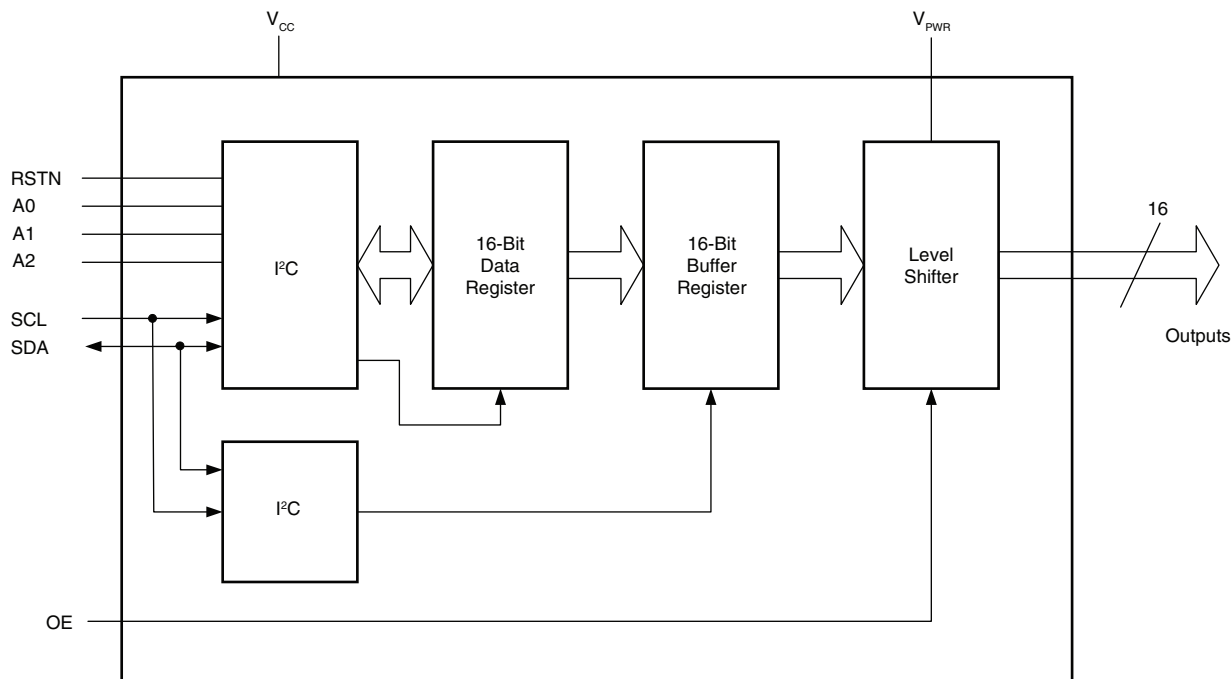 V_CC
V_PWR
RSTN
A0
A1
A2
SCL
SDA
I²C
16-Bit
Data
Register
16-Bit
Buffer
Register
Level
Shifter
16
Outputs
I²C
OE